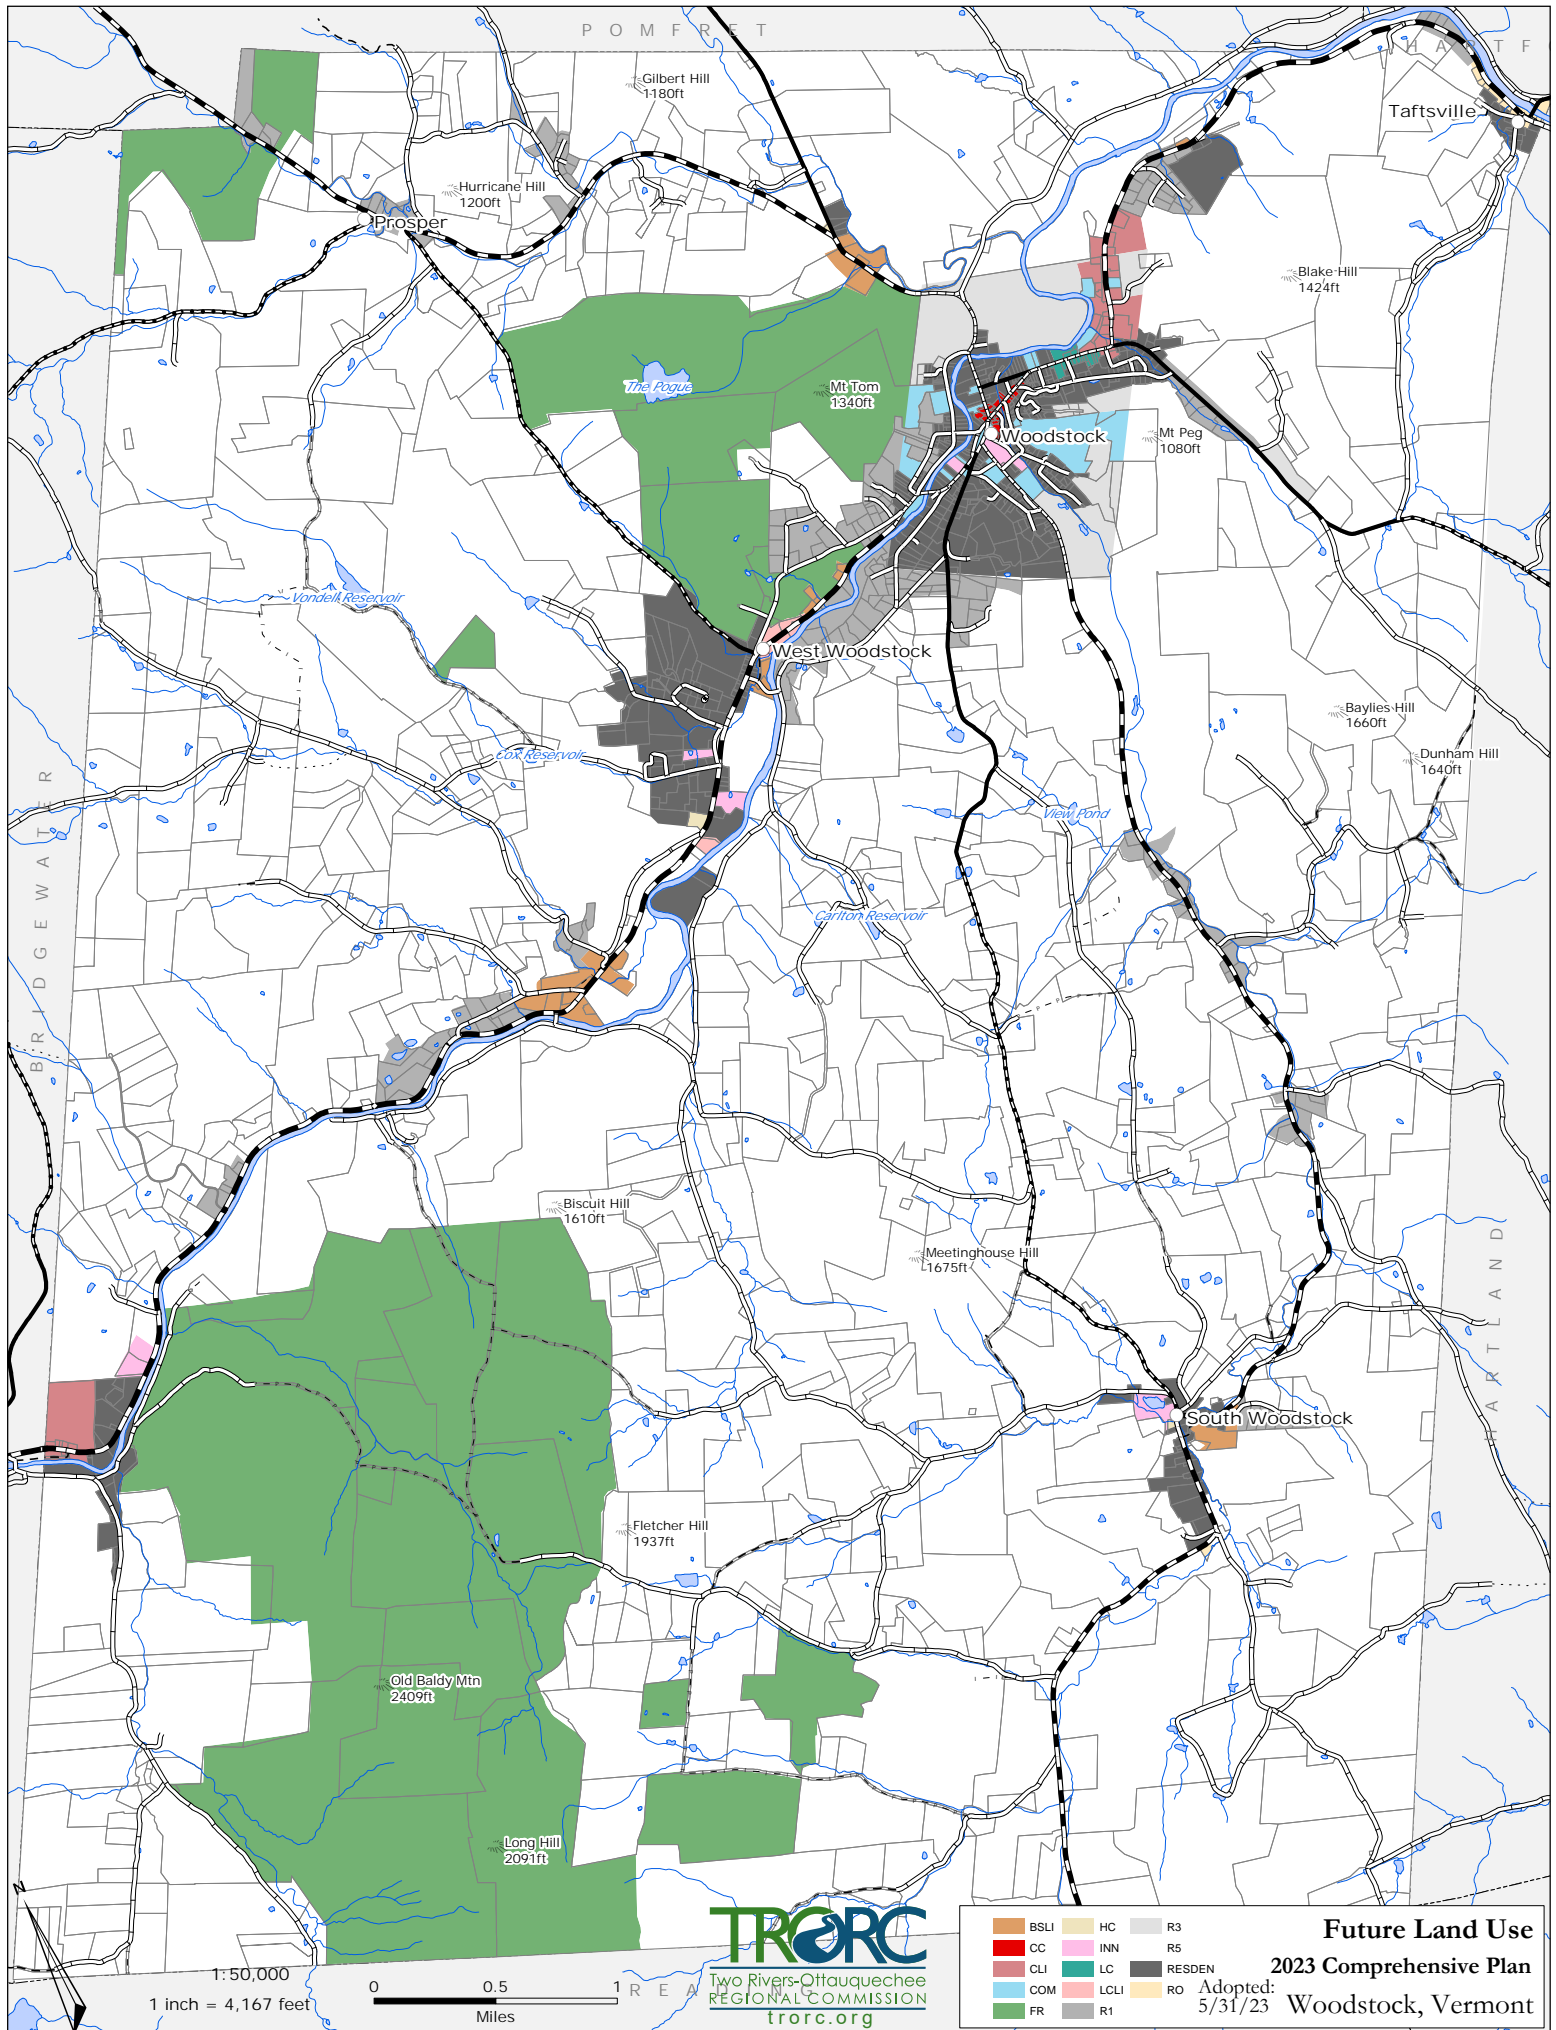 POMFRET
HARTF
Gilbert Hill
1180ft
Taftsville
Hurricane Hill
1200ft
Prosper
Blake Hill
1424ft
The Pogue
Mt Tom
1340ft
Woodstock
Mt Peg
1080ft
Vondell Reservoir
West Woodstock
Baylies Hill
1660ft
Dunham Hill
1640ft
Cox Reservoir
BRIDGEWATER
View Pond
Carlton Reservoir
Biscuit Hill
1610ft
Meetinghouse Hill
1675ft
HARTLAND
South Woodstock
Fletcher Hill
1937ft
Old Baldy Mtn
2409ft
Long Hill
2091ft
N
1:50,000
1 inch = 4,167 feet
0 0.5 1
Miles
READING
TRORC
Two Rivers-Ottauquechee
REGIONAL COMMISSION
trorc.org
BSLI HC R3
CC INN R5
CLI LC RESDEN
COM LCLI RO
FR R1
Future Land Use
2023 Comprehensive Plan
Adopted:
5/31/23
Woodstock, Vermont